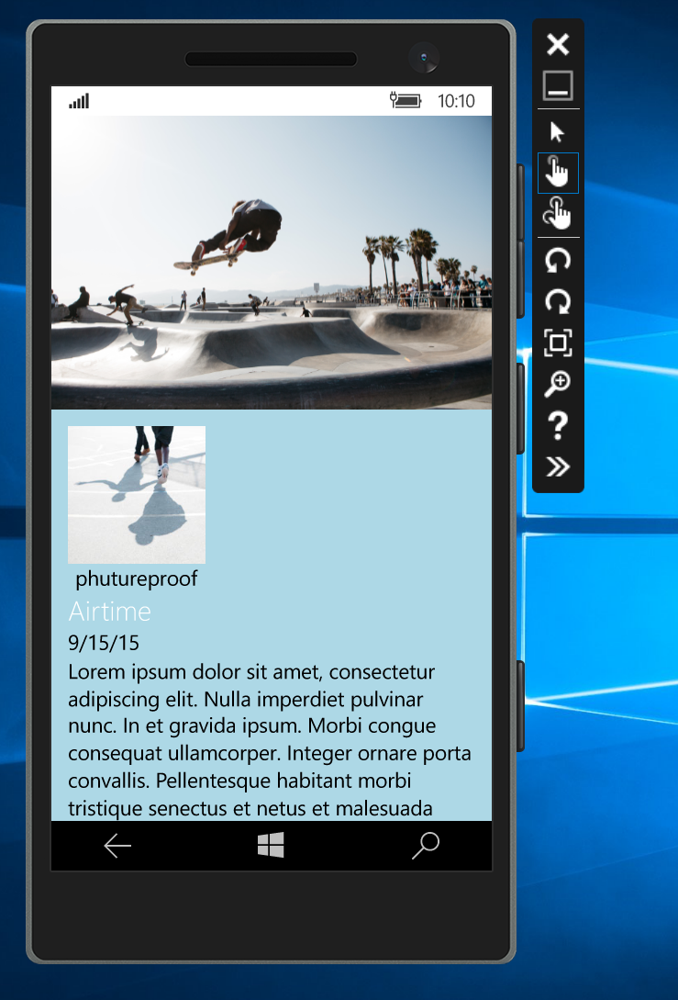 10:10
phutureproof
Airtime
9/15/15
Lorem ipsum dolor sit amet, consectetur
adipiscing elit. Nulla imperdiet pulvinar
nunc. In et gravida ipsum. Morbi congue
consequat ullamcorper. Integer ornare porta
convallis. Pellentesque habitant morbi
tristique senectus et netus et malesuada